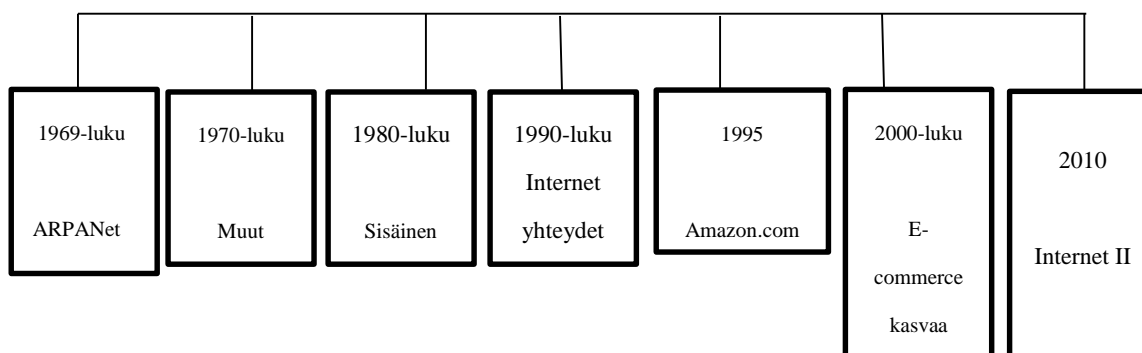 1969-luku
ARPANet
1970-luku
Muut
1980-luku
Sisäinen
1990-luku
Internet
yhteydet
1995
Amazon.com
2000-luku
E-
commerce
kasvaa
2010
Internet II